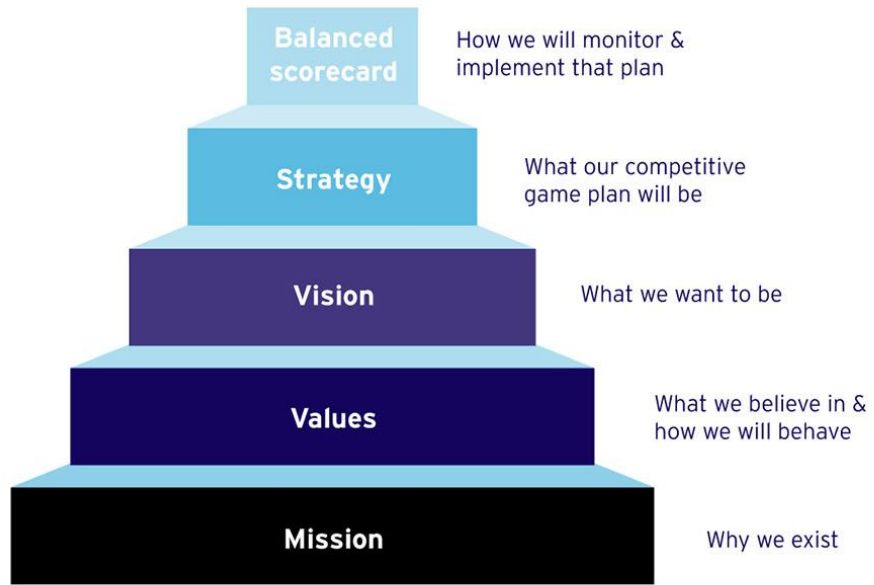 Balanced
scorecard
How we will monitor &
implement that plan
Strategy
What our competitive
game plan will be
Vision
What we want to be
Values
What we believe in &
how we will behave
Mission
Why we exist